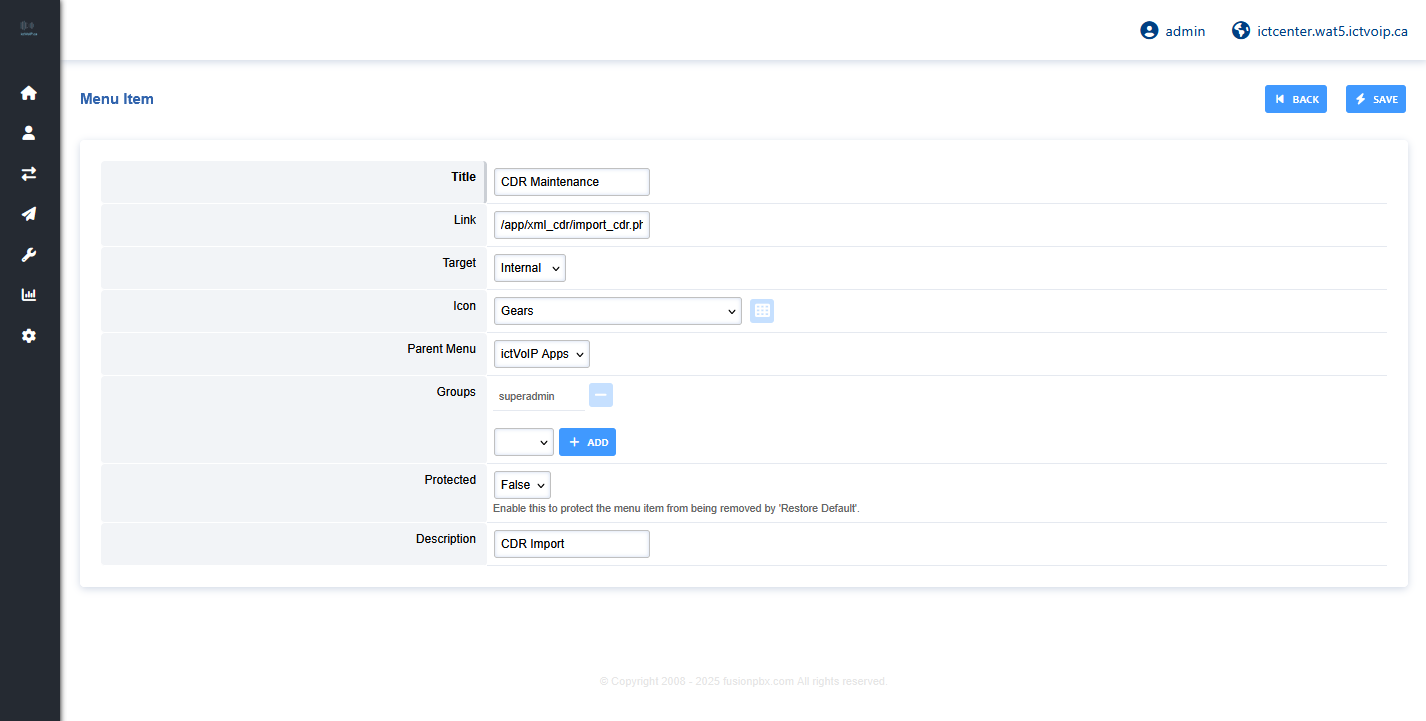 admin
ictcenter.wat5.ictvoip.ca
Menu Item
BACK
SAVE
Title
CDR Maintenance
Link
/app/xml_cdr/import_cdr.ph
Target
Internal
Icon
Gears
Parent Menu
ictVoIP Apps
Groups
superadmin
ADD
Protected
False
Enable this to protect the menu item from being removed by 'Restore Default'.
Description
CDR Import
© Copyright 2008 - 2025 fusionpbx.com All rights reserved.